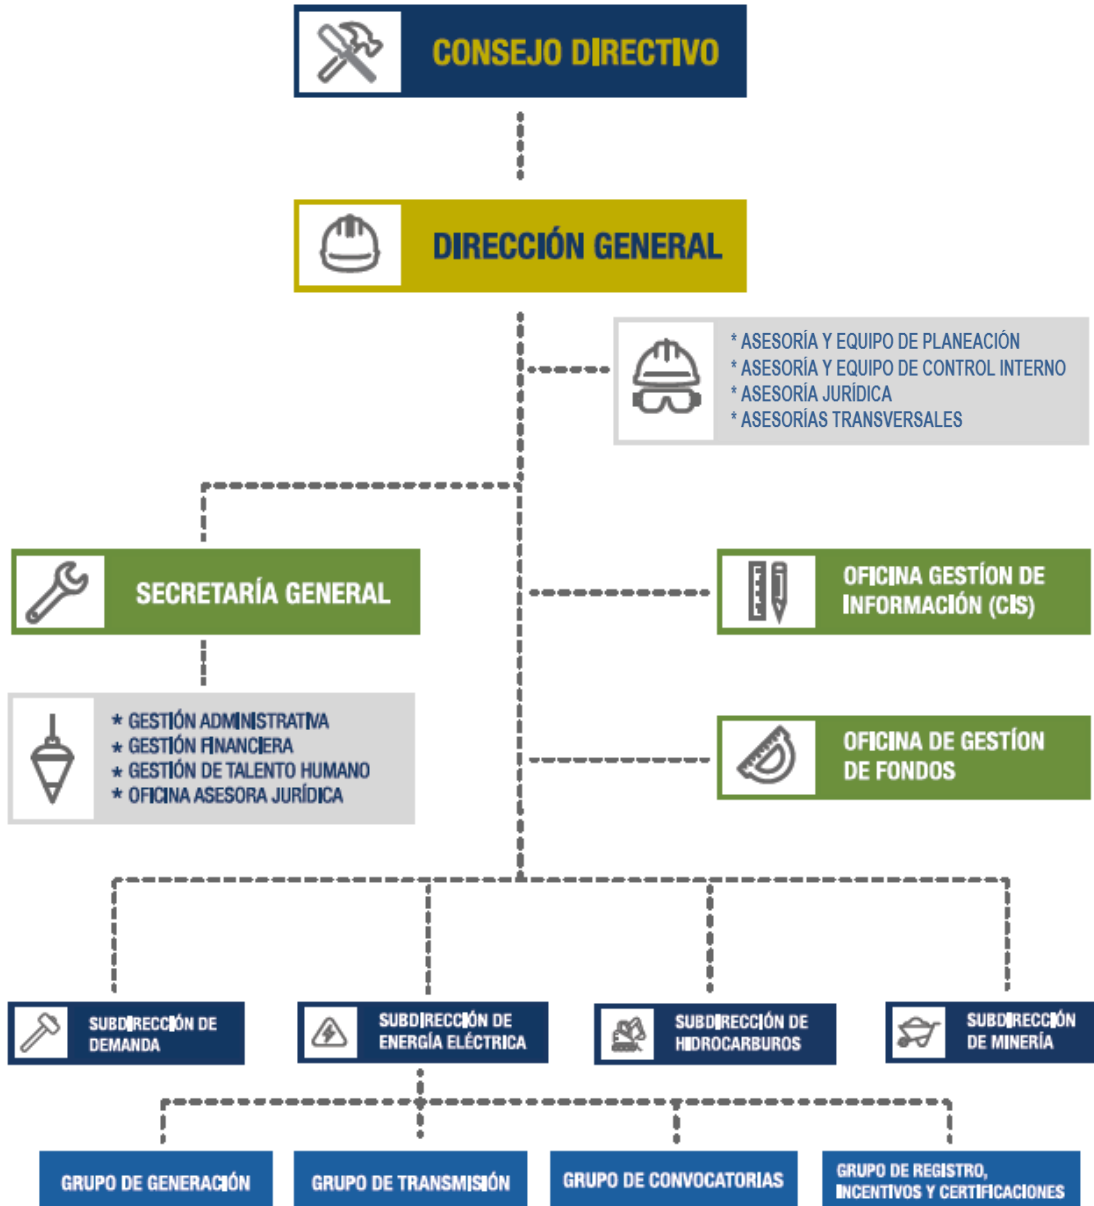 CONSEJO DIRECTIVO
DIRECCIÓN GENERAL
* ASESORÍA Y EQUIPO DE PLANEACIÓN
* ASESORÍA Y EQUIPO DE CONTROL INTERNO
* ASESORÍA JURÍDICA
* ASESORÍAS TRANSVERSALES
SECRETARÍA GENERAL
* GESTIÓN ADMINISTRATIVA
* GESTIÓN FINANCIERA
* GESTIÓN DE TALENTO HUMANO
* OFICINA ASESORA JURÍDICA
OFICINA GESTÍON DE
INFORMACIÓN (CIS)
OFICINA DE GESTÍON
DE FONDOS
SUBDIRECCIÓN DE
DEMANDA
SUBDIRECCIÓN DE
ENERGÍA ELÉCTRICA
SUBDIRECCIÓN DE
HIDROCARBUROS
SUBDIRECCIÓN
DE MINERÍA
GRUPO DE GENERACIÓN
GRUPO DE TRANSMISIÓN
GRUPO DE CONVOCATORIAS
GRUPO DE REGISTRO,
INCENTIVOS Y CERTIFICACIONES